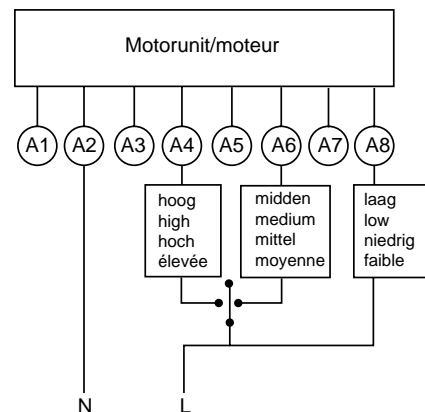 Motorunit/moteur
A1 A2 A3 A4 A5 A6 A7 A8
hoog
high
hoch
élevée
midden
medium
mittel
moyenne
laag
low
niedrig
faible
N L